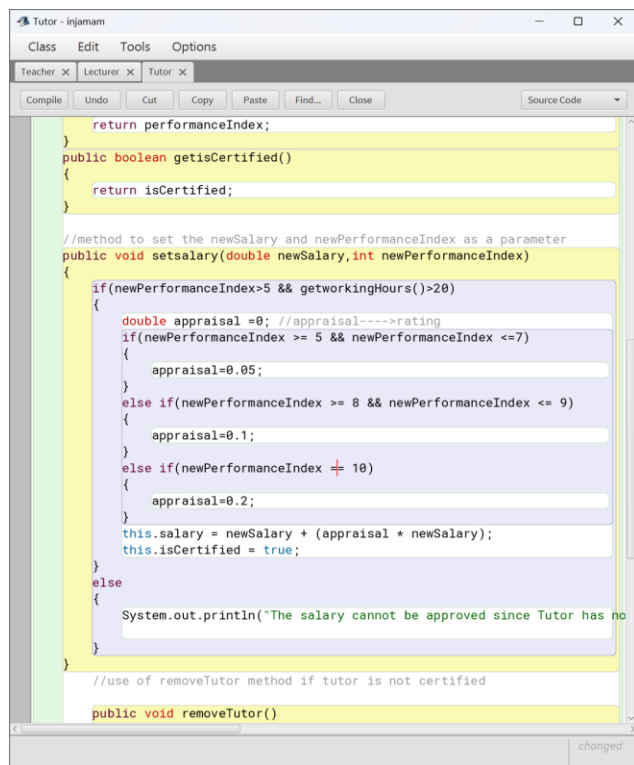 Tutor - injamam
Class Edit Tools Options
Teacher X Lecturer X Tutor X
Compile Undo Cut Copy Paste Find... Close Source Code
return performanceIndex;
}
public boolean getisCertified()
{
return isCertified;
}
//method to set the newSalary and newPerformanceIndex as a parameter
public void setsalary(double newSalary,int newPerformanceIndex)
{
if(newPerformanceIndex>5 && getworkingHours()>20)
{
double appraisal =0; //appraisal---->rating
if(newPerformanceIndex >= 5 && newPerformanceIndex <=7)
{
appraisal=0.05;
}
else if(newPerformanceIndex >= 8 && newPerformanceIndex <= 9)
{
appraisal=0.1;
}
else if(newPerformanceIndex == 10)
{
appraisal=0.2;
}
this.salary = newSalary + (appraisal * newSalary);
this.isCertified = true;
}
else
{
System.out.println("The salary cannot be approved since Tutor has no
}
}
//use of removeTutor method if tutor is not certified
public void removeTutor()
changed